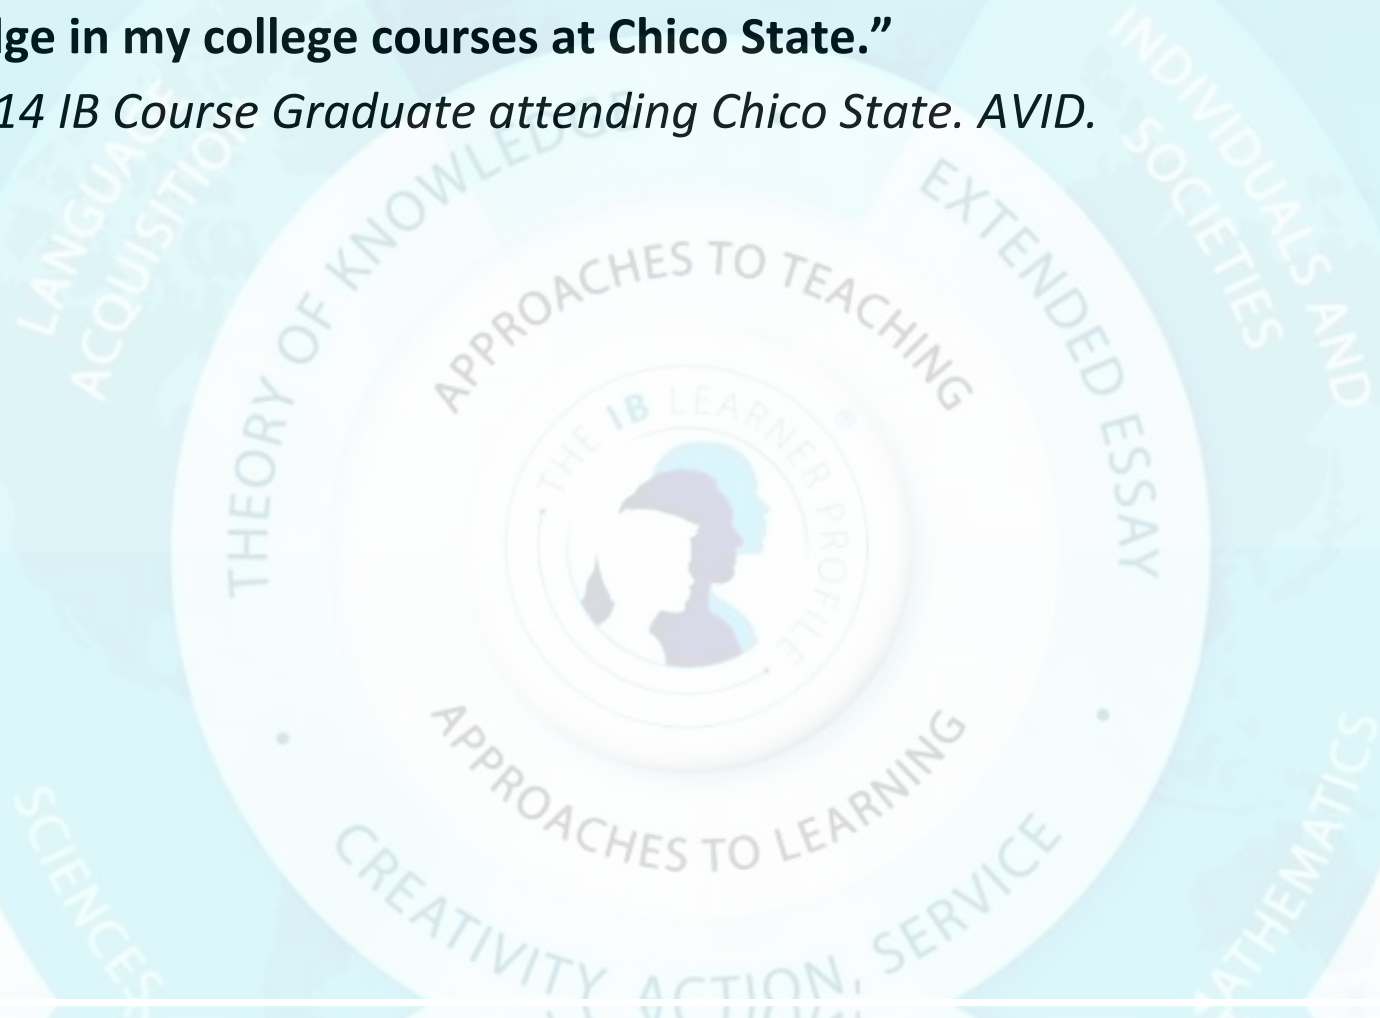 dge in my college courses at Chico State.”
14 IB Course Graduate attending Chico State. AVID.
LANGUAGE
ACQUISITION
THEORY OF KNOWLEDGE
EXTENDED ESSAY
INDIVIDUALS AND
SOCIETIES
APPROACHES TO TEACHING
THE IB LEARNER PROFILE
®
APPROACHES TO LEARNING
SCIENCES
CREATIVITY, ACTION, SERVICE
MATHEMATICS